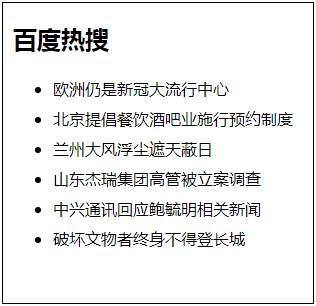 百度热搜
欧洲仍是新冠大流行中心
北京提倡餐饮酒吧业施行预约制度
兰州大风浮尘遮天蔽日
山东杰瑞集团高管被立案调查
中兴通讯回应鲍毓明相关新闻
破坏文物者终身不得登长城